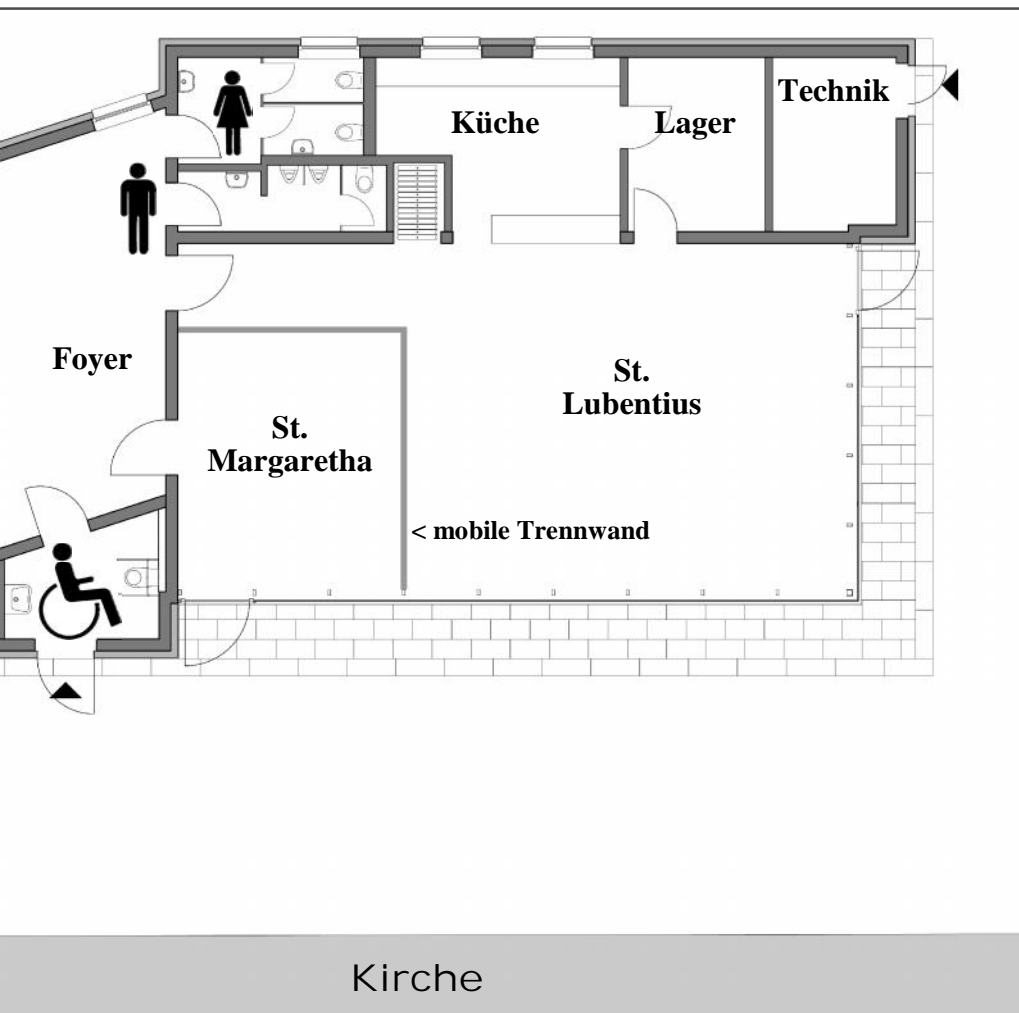 Technik
Küche
Lager
Foyer
St.
Lubentius
St.
Margaretha
< mobile Trennwand
Kirche